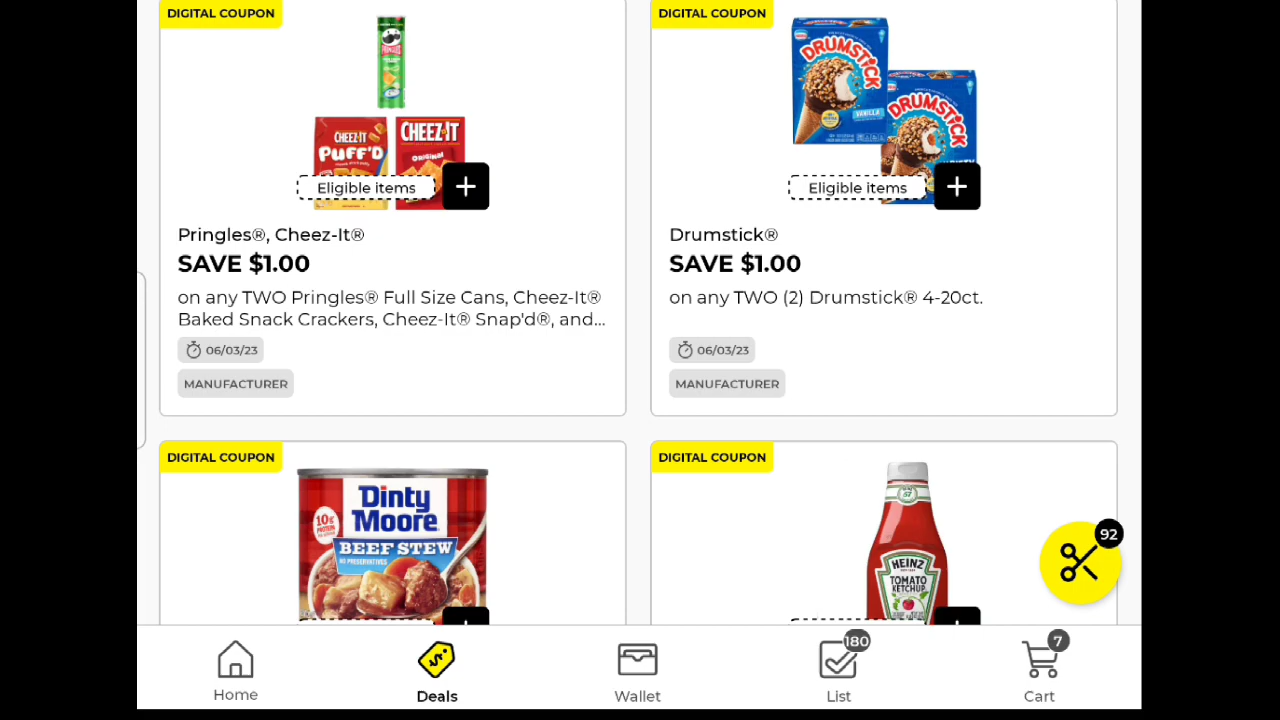 DIGITAL COUPON
PRINGLES
CHEEZ-IT
PUFF'D
CHEEZ-IT
ORIGINAL
Eligible items
Pringles®, Cheez-It®
SAVE $1.00
on any TWO Pringles® Full Size Cans, Cheez-It®
Baked Snack Crackers, Cheez-It® Snap'd®, and...
06/03/23
MANUFACTURER
DIGITAL COUPON
DRUMSTICK
VANILLA
DRUMSTICK
Eligible items
Drumstick®
SAVE $1.00
on any TWO (2) Drumstick® 4-20ct.
06/03/23
MANUFACTURER
DIGITAL COUPON
Dinty
Moore
10g
PROTEIN
BEEF STEW
NO PRESERVATIVES
DIGITAL COUPON
57
HEINZ
TOMATO
KETCHUP
92
Home
Deals
Wallet
180
List
7
Cart